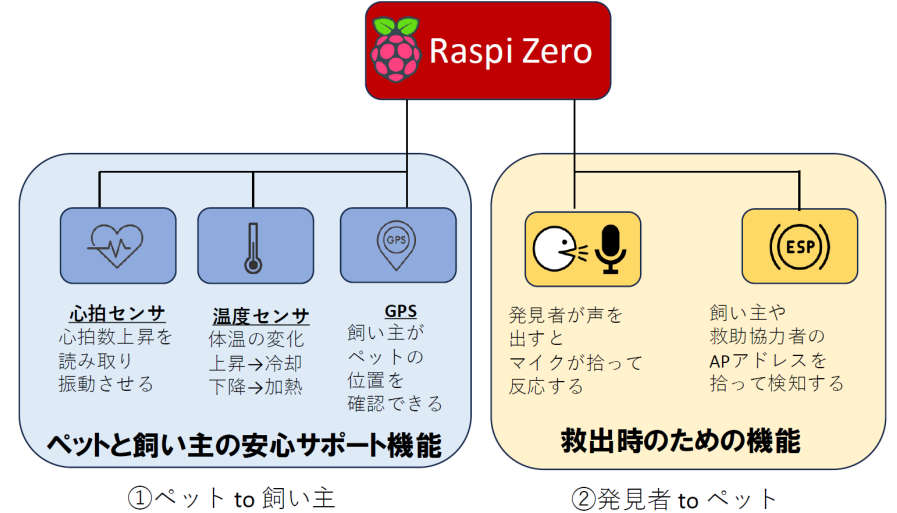 Raspi Zero
心拍センサ
心拍数上昇を
読み取り
振動させる
温度センサ
体温の変化
上昇→冷却
下降→加熱
GPS
GPS
飼い主が
ペットの
位置を
確認できる
ペットと飼い主の安心サポート機能
①ペット to 飼い主
発見者が声を
出すと
マイクが拾って
反応する
ESP
飼い主や
救助協力者の
APアドレスを
拾って検知する
救出時のための機能
②発見者 to ペット